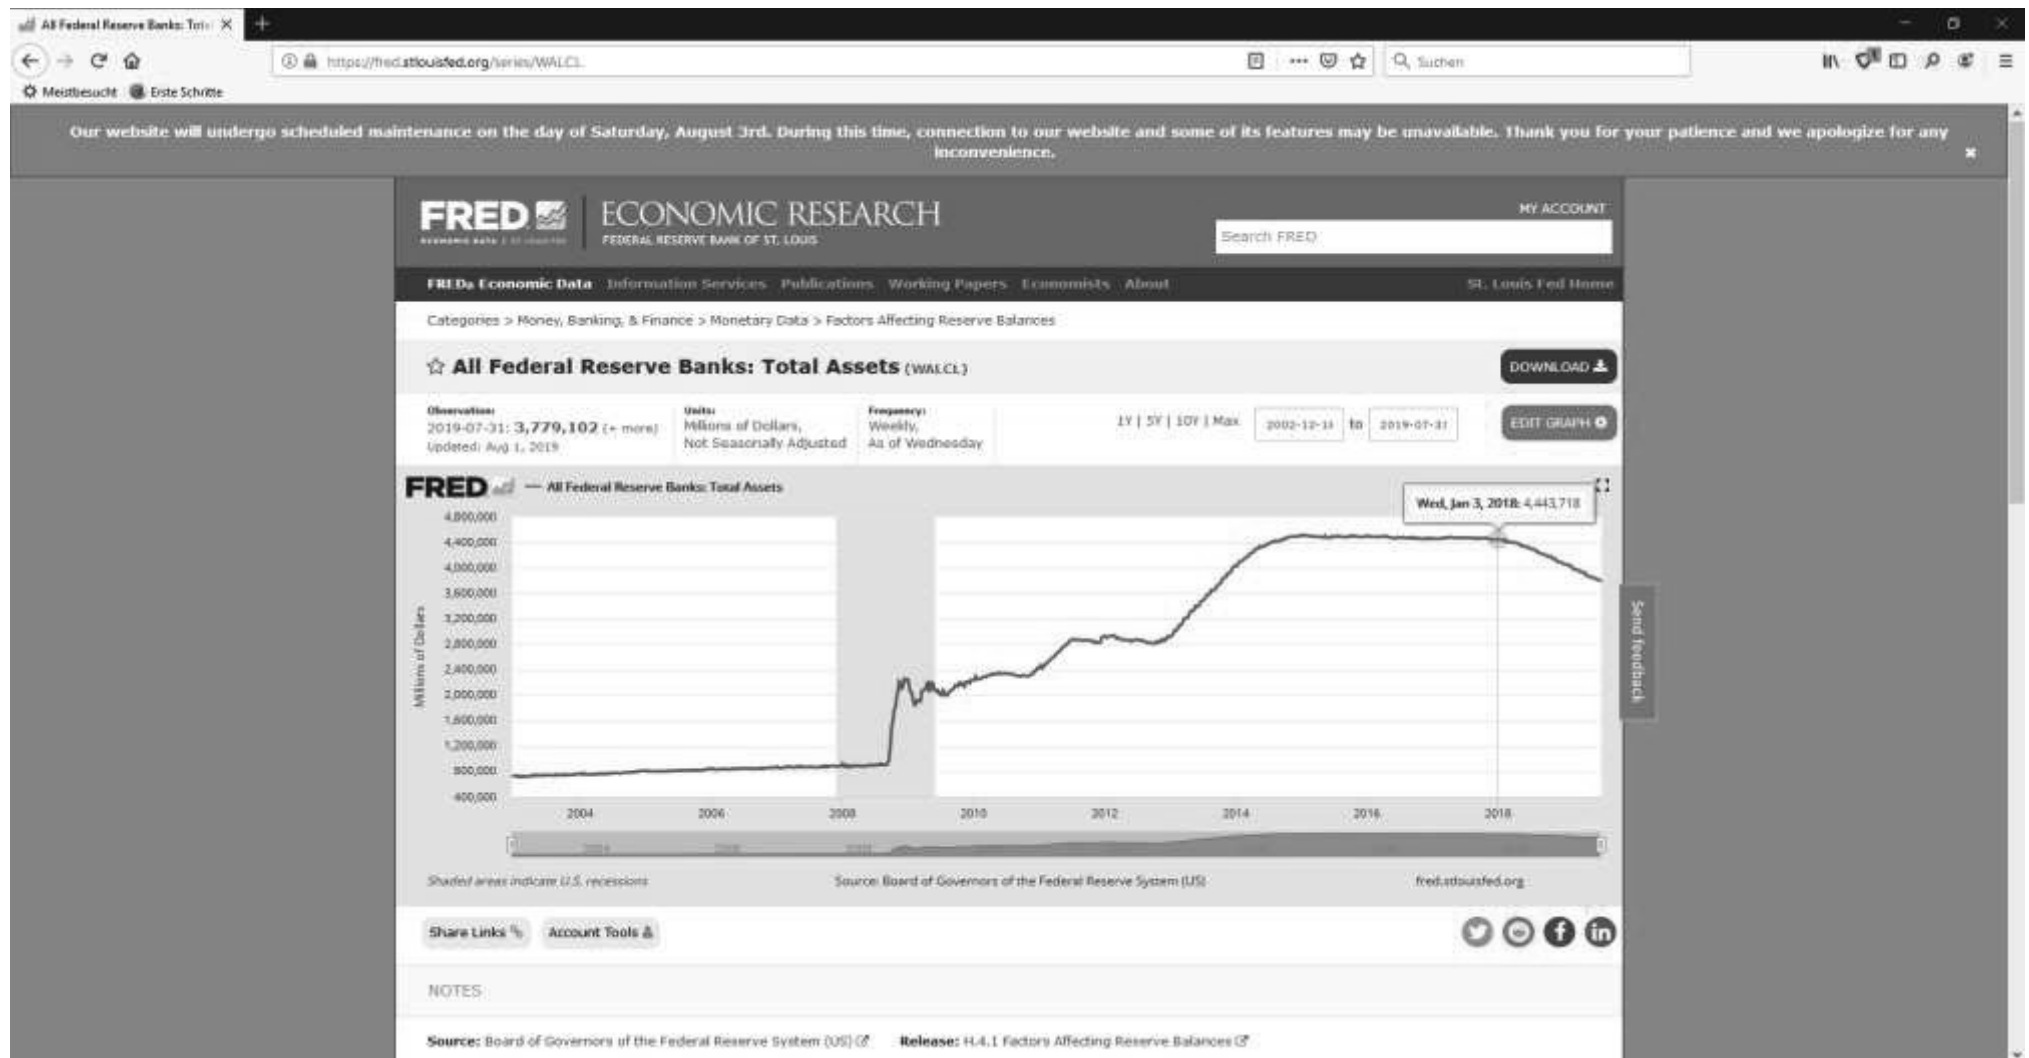 All Federal Reserve Banks: Tota
https://fred.stlouisfed.org/series/WALCL
Suchen
Meistbesucht Erste Schritte
Our website will undergo scheduled maintenance on the day of Saturday, August 3rd. During this time, connection to our website and some of its features may be unavailable. Thank you for your patience and we apologize for any
inconvenience.
FRED ECONOMIC RESEARCH
ECONOMIC DATA | ST. LOUIS FED FEDERAL RESERVE BANK OF ST. LOUIS
MY ACCOUNT
Search FRED
FRED® Economic Data Information Services Publications Working Papers Economists About St. Louis Fed Home
Categories > Money, Banking, & Finance > Monetary Data > Factors Affecting Reserve Balances
All Federal Reserve Banks: Total Assets (WALCL)
DOWNLOAD
Observation:
2019-07-31: 3,779,102 (+ more)
Updated: Aug 1, 2019
Units:
Millions of Dollars,
Not Seasonally Adjusted
Frequency:
Weekly,
As of Wednesday
1Y | 5Y | 10Y | Max 2002-12-18 to 2019-07-31
EDIT GRAPH
FRED — All Federal Reserve Banks: Total Assets
Wed, Jan 3, 2018: 4,443,718
4,800,000
4,400,000
4,000,000
3,600,000
3,200,000
2,800,000
2,400,000
2,000,000
1,600,000
1,200,000
800,000
400,000
Millions of Dollars
2004 2006 2008 2010 2012 2014 2016 2018
2004 2006 2008
Shaded areas indicate U.S. recessions Source: Board of Governors of the Federal Reserve System (US) fred.stlouisfed.org
Send feedback
Share Links Account Tools
NOTES
Source: Board of Governors of the Federal Reserve System (US) Release: H.4.1 Factors Affecting Reserve Balances